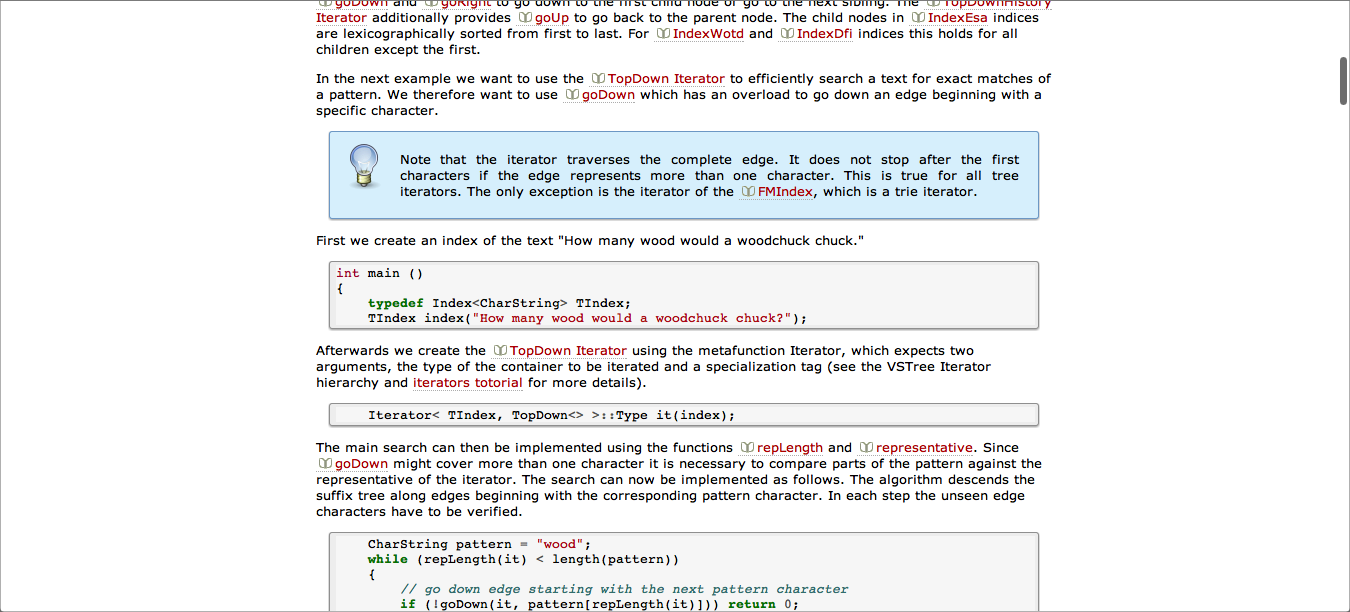 goDown and goRight to go down to the first child node or go to the next sibling. The TopDownHistory
Iterator additionally provides goUp to go back to the parent node. The child nodes in IndexEsa indices
are lexicographically sorted from first to last. For IndexWotd and IndexDfi indices this holds for all
children except the first.
In the next example we want to use the TopDown Iterator to efficiently search a text for exact matches of
a pattern. We therefore want to use goDown which has an overload to go down an edge beginning with a
specific character.
Note that the iterator traverses the complete edge. It does not stop after the first
characters if the edge represents more than one character. This is true for all tree
iterators. The only exception is the iterator of the FMIndex, which is a trie iterator.
First we create an index of the text "How many wood would a woodchuck chuck."
int main ()
{
typedef Index<CharString> TIndex;
TIndex index("How many wood would a woodchuck chuck?");
Afterwards we create the TopDown Iterator using the metafunction Iterator, which expects two
arguments, the type of the container to be iterated and a specialization tag (see the VSTree Iterator
hierarchy and iterators totorial for more details).
Iterator< TIndex, TopDown<> >::Type it(index);
The main search can then be implemented using the functions repLength and representative. Since
goDown might cover more than one character it is necessary to compare parts of the pattern against the
representative of the iterator. The search can now be implemented as follows. The algorithm descends the
suffix tree along edges beginning with the corresponding pattern character. In each step the unseen edge
characters have to be verified.
CharString pattern = "wood";
while (repLength(it) < length(pattern))
{
// go down edge starting with the next pattern character
if (!goDown(it, pattern[repLength(it)])) return 0;